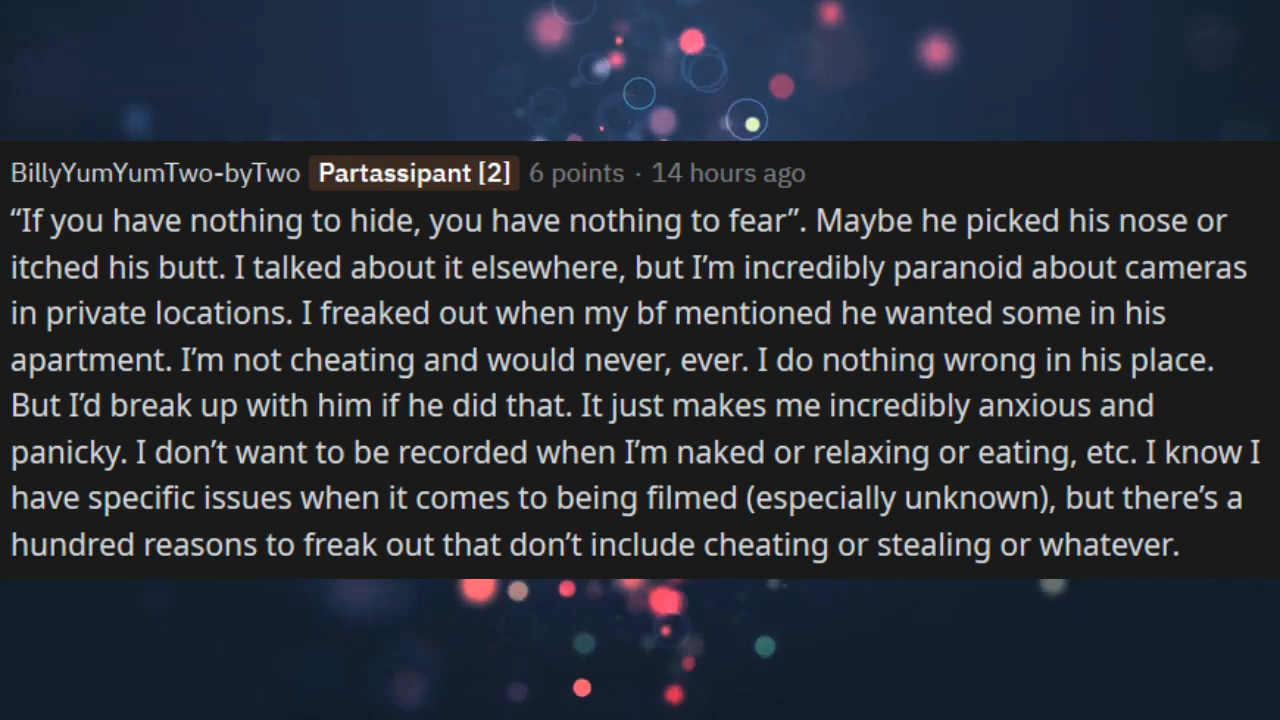 BillyYumYumTwo-byTwo Partassipant [2] 6 points · 14 hours ago
“If you have nothing to hide, you have nothing to fear”. Maybe he picked his nose or
itched his butt. I talked about it elsewhere, but I’m incredibly paranoid about cameras
in private locations. I freaked out when my bf mentioned he wanted some in his
apartment. I’m not cheating and would never, ever. I do nothing wrong in his place.
But I’d break up with him if he did that. It just makes me incredibly anxious and
panicky. I don’t want to be recorded when I’m naked or relaxing or eating, etc. I know I
have specific issues when it comes to being filmed (especially unknown), but there’s a
hundred reasons to freak out that don’t include cheating or stealing or whatever.